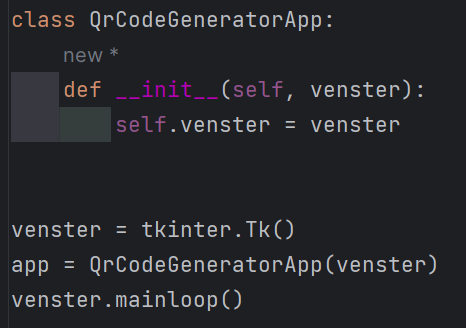 class QrCodeGeneratorApp:
new *
def __init__(self, venster):
self.venster = venster
venster = tkinter.Tk()
app = QrCodeGeneratorApp(venster)
venster.mainloop()